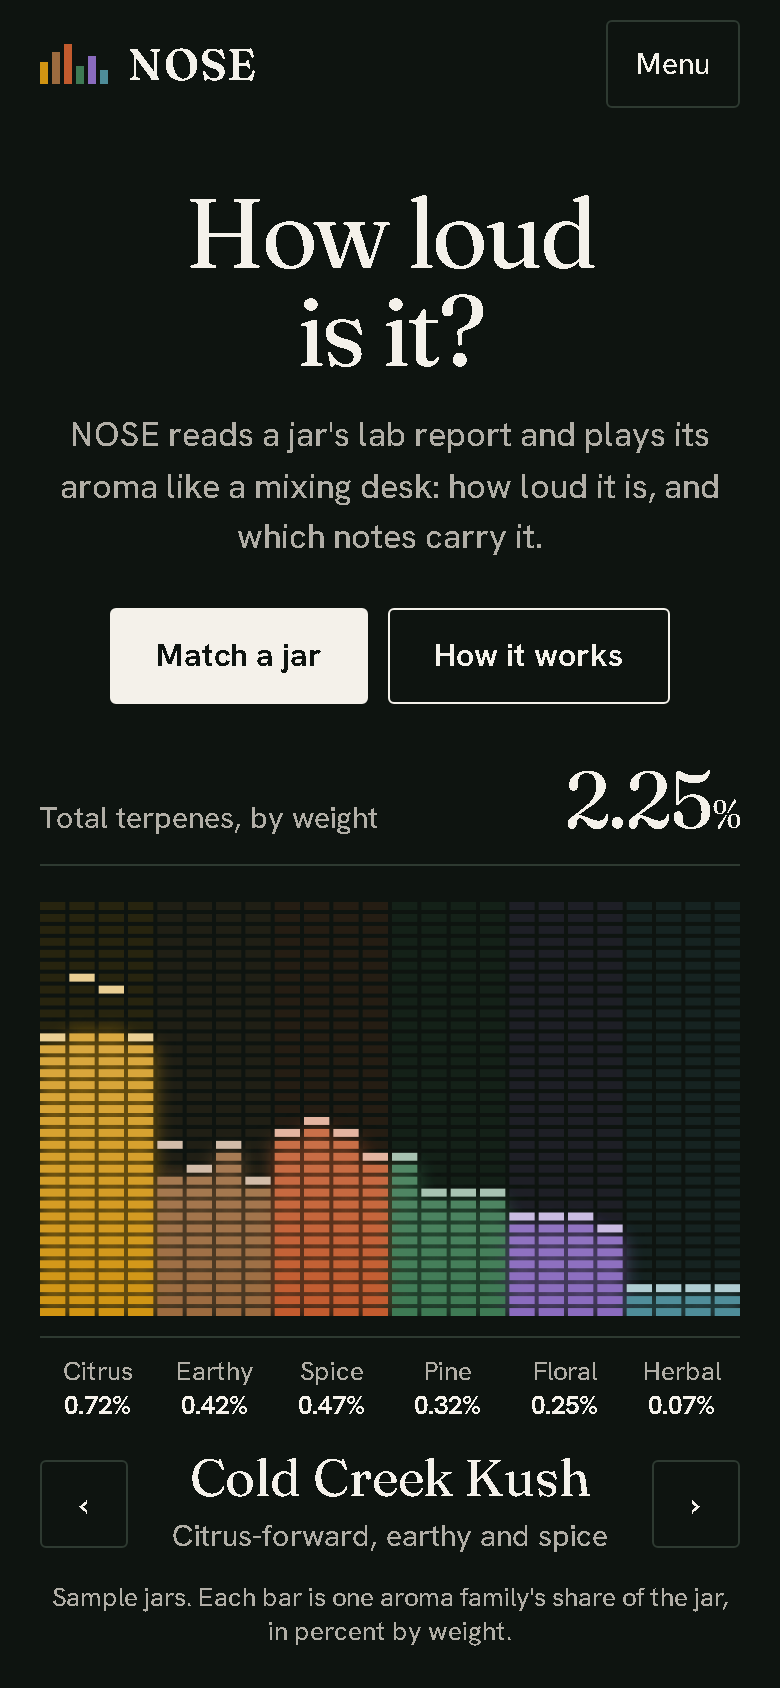 NOSE
Menu
How loud
is it?
NOSE reads a jar's lab report and plays its
aroma like a mixing desk: how loud it is, and
which notes carry it.
Match a jar
How it works
Total terpenes, by weight
2.25%
Citrus Earthy Spice Pine Floral Herbal
0.72% 0.42% 0.47% 0.32% 0.25% 0.07%
‹
Cold Creek Kush
›
Citrus-forward, earthy and spice
Sample jars. Each bar is one aroma family's share of the jar,
in percent by weight.